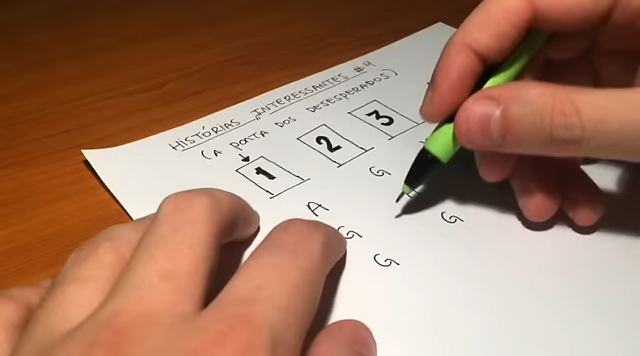 HISTÓRIAS INTERESSANTES #4
(A PORTA DOS DESESPERADOS)
1 2 3
A G
G
G G